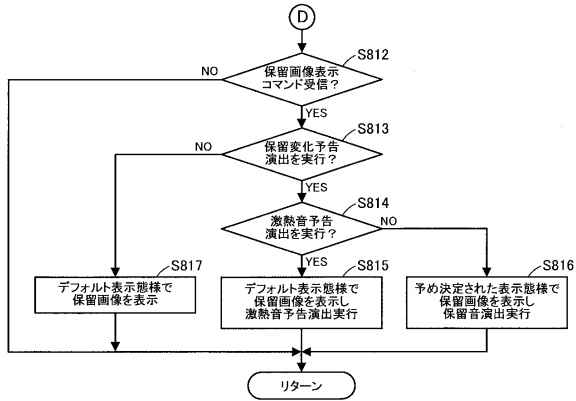 D
S812
保留画像表示
コマンド受信？
NO
YES
S813
保留変化予告
演出を実行？
NO
YES
S814
激熱音予告
演出を実行？
NO
YES
S817
デフォルト表示態様で
保留画像を表示
S815
デフォルト表示態様で
保留画像を表示し
激熱音予告演出実行
S816
予め決定された表示態様で
保留画像を表示し
保留音演出実行
リターン